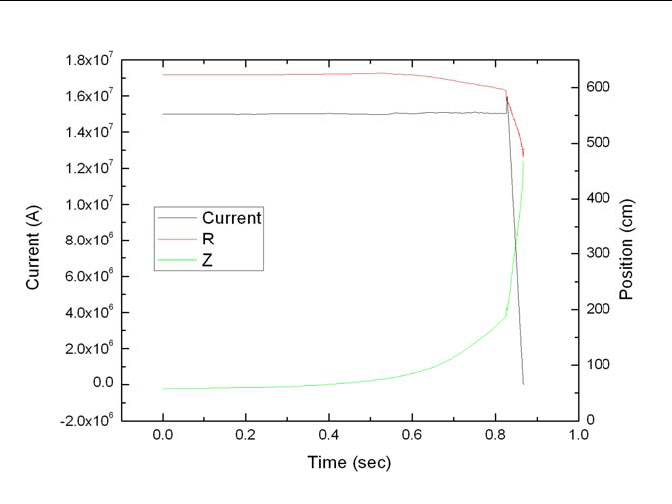 1.8x10⁷
1.6x10⁷
1.4x10⁷
1.2x10⁷
1.0x10⁷
8.0x10⁶
6.0x10⁶
4.0x10⁶
2.0x10⁶
0.0
-2.0x10⁶
Current (A)
Current
R
Z
600
500
400
300
200
100
0
Position (cm)
0.0 0.2 0.4 0.6 0.8 1.0
Time (sec)